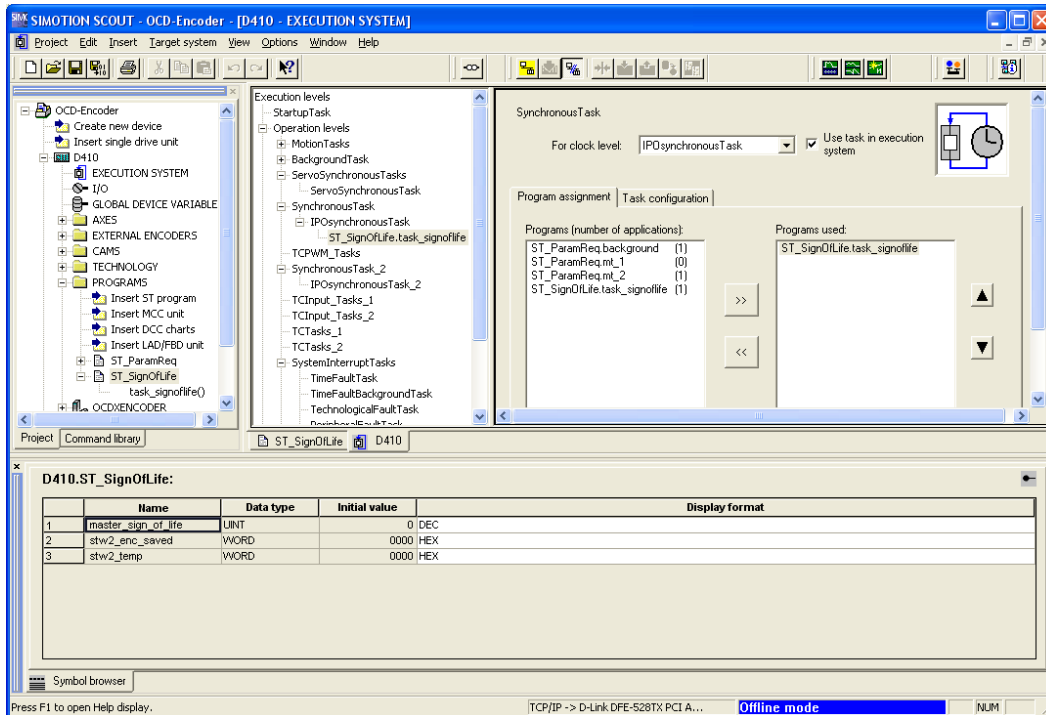 SIMOTION SCOUT - OCD-Encoder - [D410 - EXECUTION SYSTEM]
Project Edit Insert Target system View Options Window Help
OCD-Encoder
Create new device
Insert single drive unit
D410
EXECUTION SYSTEM
I/O
GLOBAL DEVICE VARIABLE
AXES
EXTERNAL ENCODERS
CAMS
TECHNOLOGY
PROGRAMS
Insert ST program
Insert MCC unit
Insert DCC charts
Insert LAD/FBD unit
ST_ParamReq
ST_SignOfLife
task_signoflife()
OCDXENCODER
Project Command library
Execution levels
StartupTask
Operation levels
MotionTasks
BackgroundTask
ServoSynchronousTasks
ServoSynchronousTask
SynchronousTask
IPOsynchronousTask
ST_SignOfLife.task_signoflife
TCPWM_Tasks
SynchronousTask_2
IPOsynchronousTask_2
TCInput_Tasks_1
TCInput_Tasks_2
TCTasks_1
TCTasks_2
SystemInterruptTasks
TimeFaultTask
TimeFaultBackgroundTask
TechnologicalFaultTask
PeripheralFaultTask
ST_SignOfLife D410
SynchronousTask
For clock level: IPOsynchronousTask Use task in execution
system
Program assignment Task configuration
Programs (number of applications):
ST_ParamReq.background (1)
ST_ParamReq.mt_1 (0)
ST_ParamReq.mt_2 (1)
ST_SignOfLife.task_signoflife (1)
>>
<<
Programs used:
ST_SignOfLife.task_signoflife
D410.ST_SignOfLife:
Name Data type Initial value Display format
1 master_sign_of_life UINT 0 DEC
2 stw2_enc_saved WORD 0000 HEX
3 stw2_temp WORD 0000 HEX
Symbol browser
Press F1 to open Help display. TCP/IP -> D-Link DFE-528TX PCI A... Offline mode NUM